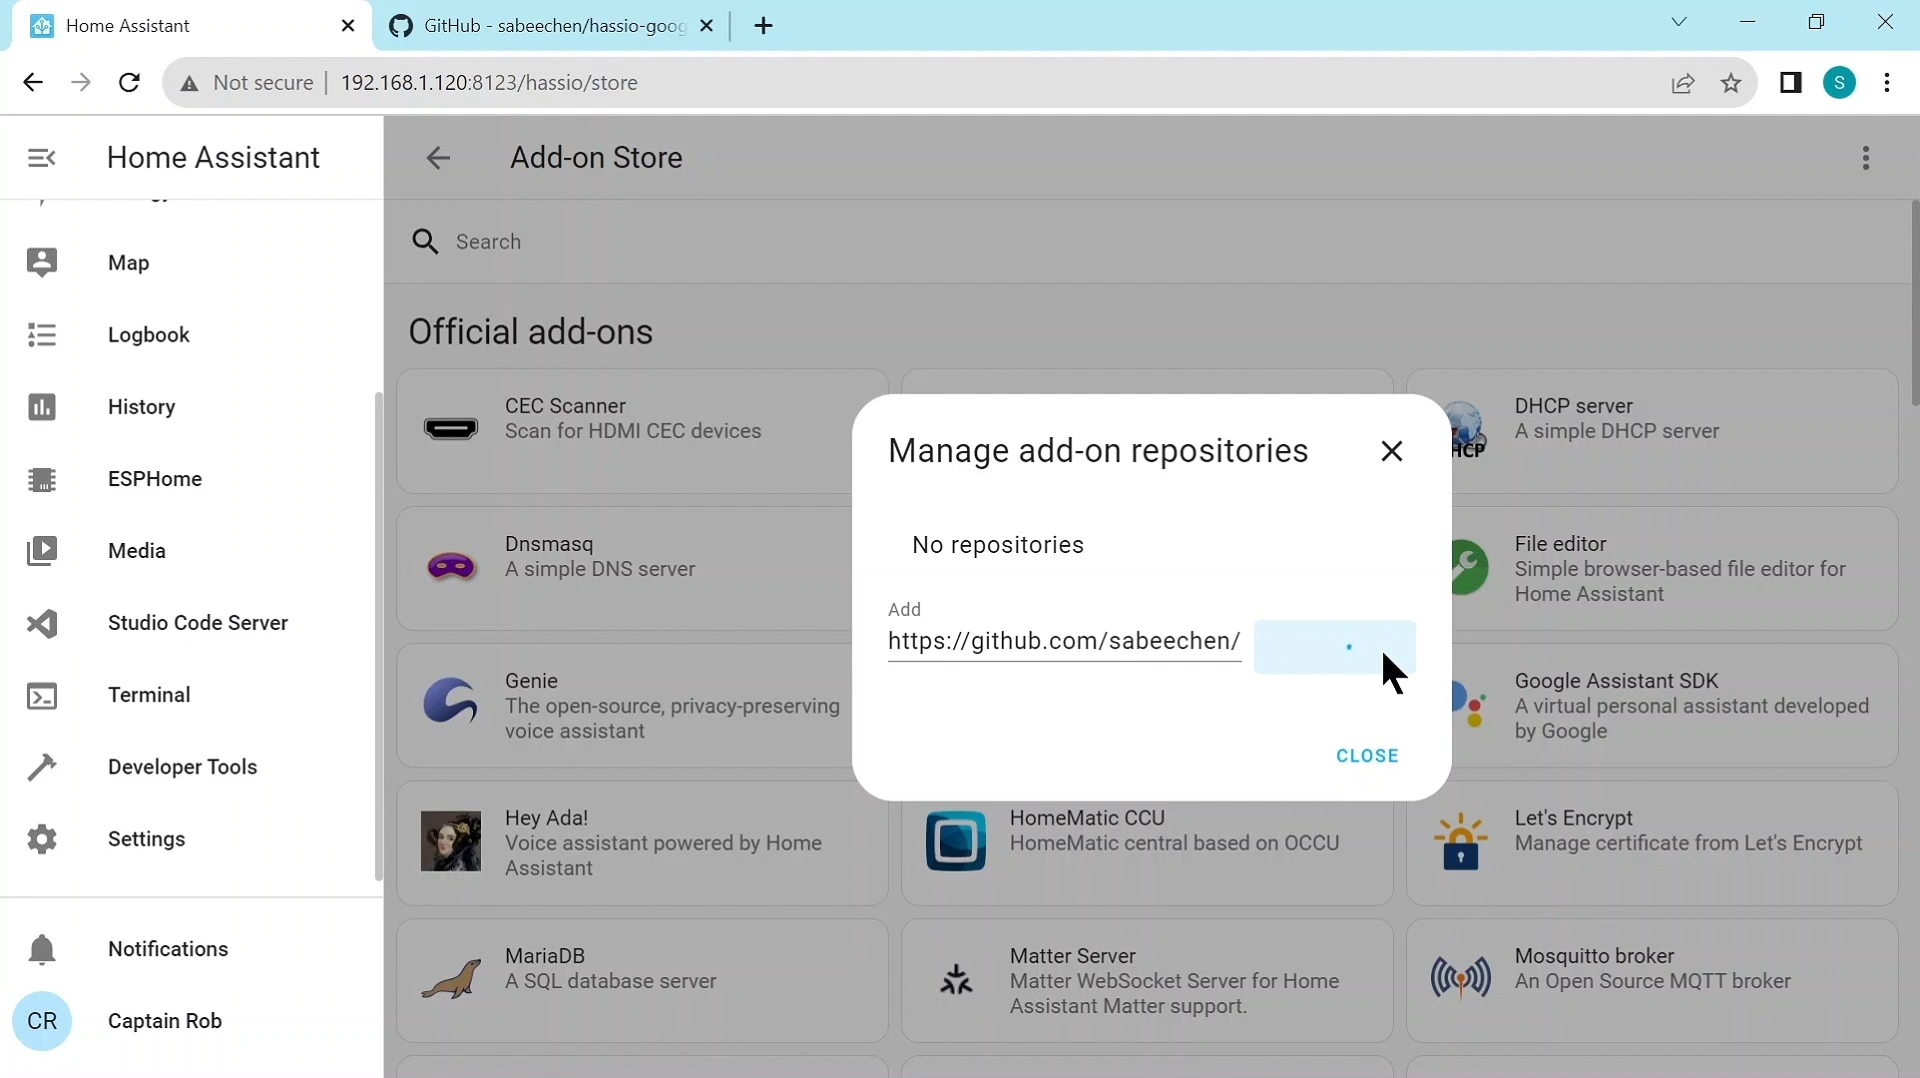 Home Assistant
GitHub - sabeechen/hassio-goog
Not secure
192.168.1.120:8123/hassio/store
S
Home Assistant
Add-on Store
Map
Search
Logbook
Official add-ons
History
CEC Scanner
Scan for HDMI CEC devices
DHCP server
A simple DHCP server
HCP
Manage add-on repositories
ESPHome
Media
Dnsmasq
A simple DNS server
No repositories
File editor
Simple browser-based file editor for
Home Assistant
Studio Code Server
Add
https://github.com/sabeechen/
Terminal
Genie
The open-source, privacy-preserving
voice assistant
Google Assistant SDK
A virtual personal assistant developed
by Google
Developer Tools
CLOSE
Settings
Hey Ada!
Voice assistant powered by Home
Assistant
HomeMatic CCU
HomeMatic central based on OCCU
Let's Encrypt
Manage certificate from Let's Encrypt
Notifications
MariaDB
A SQL database server
Matter Server
Matter WebSocket Server for Home
Assistant Matter support.
Mosquitto broker
An Open Source MQTT broker
CR
Captain Rob